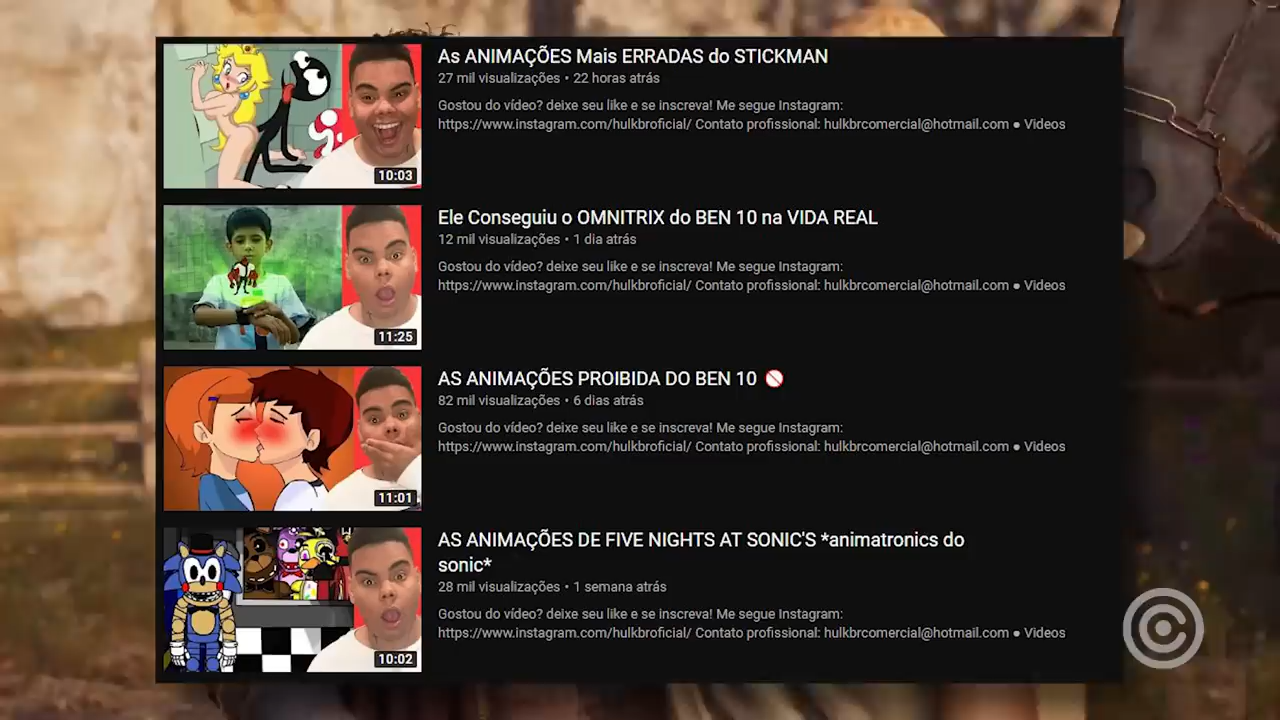 As ANIMAÇÕES Mais ERRADAS do STICKMAN
27 mil visualizações • 22 horas atrás
Gostou do vídeo? deixe seu like e se inscreva! Me segue Instagram:
https://www.instagram.com/hulkbroficial/ Contato profissional: hulkbrcomercial@hotmail.com ● Videos
10:03
Ele Conseguiu o OMNITRIX do BEN 10 na VIDA REAL
12 mil visualizações • 1 dia atrás
Gostou do vídeo? deixe seu like e se inscreva! Me segue Instagram:
https://www.instagram.com/hulkbroficial/ Contato profissional: hulkbrcomercial@hotmail.com ● Videos
11:25
AS ANIMAÇÕES PROIBIDA DO BEN 10 🚫
82 mil visualizações • 6 dias atrás
Gostou do vídeo? deixe seu like e se inscreva! Me segue Instagram:
https://www.instagram.com/hulkbroficial/ Contato profissional: hulkbrcomercial@hotmail.com ● Videos
11:01
AS ANIMAÇÕES DE FIVE NIGHTS AT SONIC'S *animatronics do
sonic*
28 mil visualizações • 1 semana atrás
Gostou do vídeo? deixe seu like e se inscreva! Me segue Instagram:
https://www.instagram.com/hulkbroficial/ Contato profissional: hulkbrcomercial@hotmail.com ● Videos
10:02